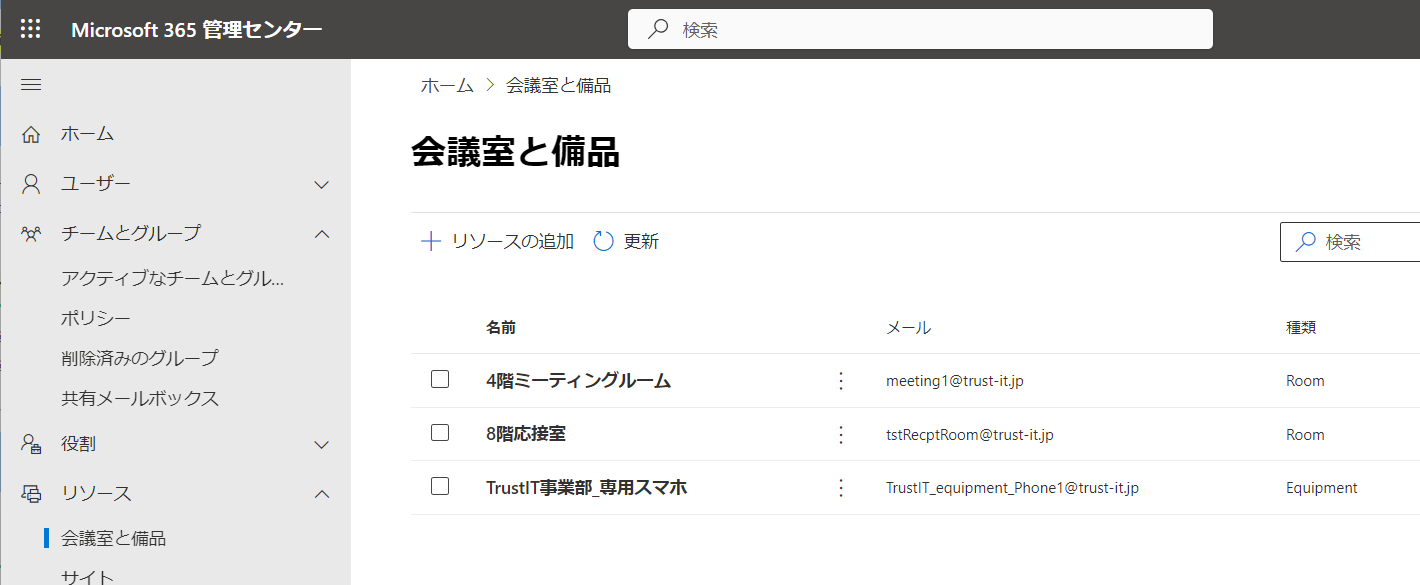 Microsoft 365 管理センター
検索
ホーム
ユーザー
チームとグループ
アクティブなチームとグル...
ポリシー
削除済みのグループ
共有メールボックス
役割
リソース
会議室と備品
サイト
ホーム > 会議室と備品
会議室と備品
リソースの追加 更新 検索
名前 メール 種類
4階ミーティングルーム meeting1@trust-it.jp Room
8階応接室 tstRecptRoom@trust-it.jp Room
TrustIT事業部_専用スマホ TrustIT_equipment_Phone1@trust-it.jp Equipment